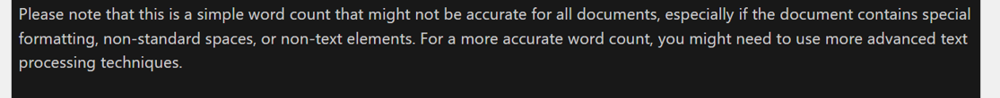 Please note that this is a simple word count that might not be accurate for all documents, especially if the document contains special
formatting, non-standard spaces, or non-text elements. For a more accurate word count, you might need to use more advanced text
processing techniques.